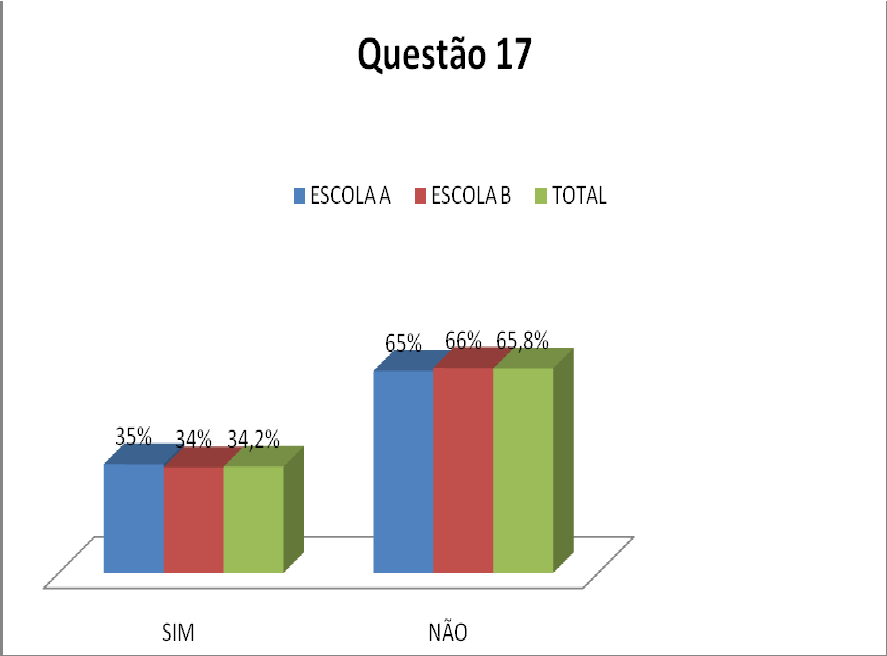 Questão 17
ESCOLA A ESCOLA B TOTAL
65% 66% 65,8%
35% 34% 34,2%
SIM NÃO